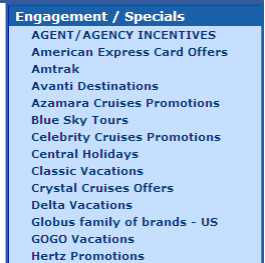 Engagement / Specials
AGENT/AGENCY INCENTIVES
American Express Card Offers
Amtrak
Avanti Destinations
Azamara Cruises Promotions
Blue Sky Tours
Celebrity Cruises Promotions
Central Holidays
Classic Vacations
Crystal Cruises Offers
Delta Vacations
Globus family of brands - US
GOGO Vacations
Hertz Promotions